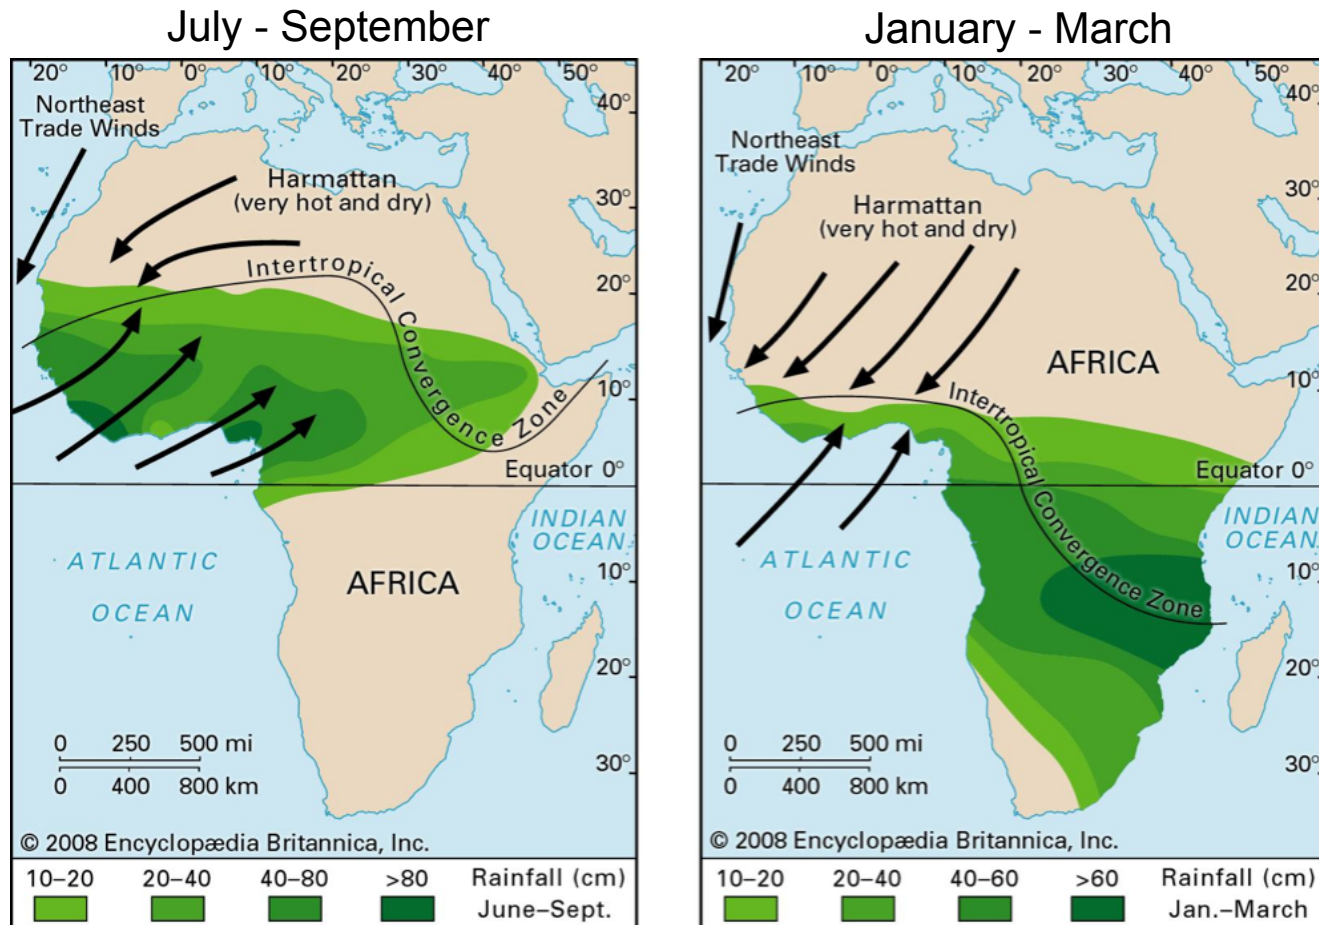 July - September
20° 10° 0° 10° 20° 30° 40° 50°
Northeast
Trade Winds
40°
Harmattan
(very hot and dry)
30°
Intertropical Convergence Zone
20°
10°
Equator 0°
INDIAN
OCEAN
ATLANTIC
OCEAN
AFRICA
10°
20°
30°
0 250 500 mi
0 400 800 km
© 2008 Encyclopædia Britannica, Inc.
10–20 20–40 40–80 >80 Rainfall (cm)
June–Sept.
January - March
20° 10° 0° 10° 20° 30° 40° 50°
40°
Northeast
Trade Winds
30°
Harmattan
(very hot and dry)
20°
AFRICA
10°
Intertropical Convergence Zone
Equator 0°
INDIAN
OCEAN
ATLANTIC
OCEAN
10°
20°
30°
0 250 500 mi
0 400 800 km
© 2008 Encyclopædia Britannica, Inc.
10–20 20–40 40–60 >60 Rainfall (cm)
Jan.–March